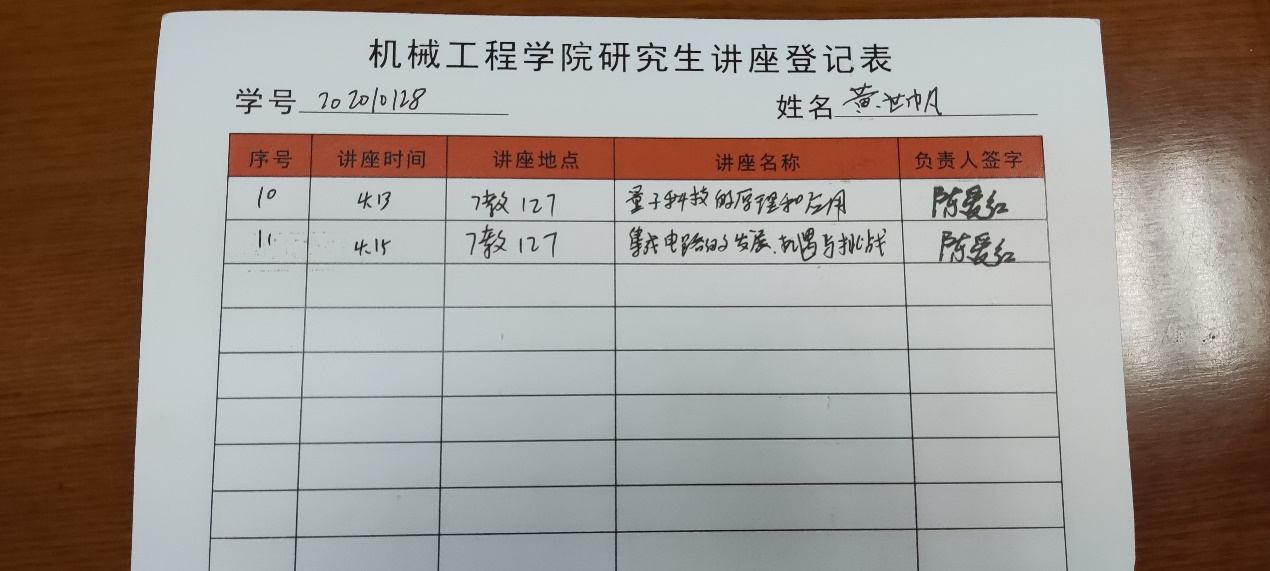 机械工程学院研究生讲座登记表
学号 202010128 姓名 黄世帆
序号 讲座时间 讲座地点 讲座名称 负责人签字
10 4.13 7教127 量子科技的原理和应用 陈爱红
11 4.15 7教127 集成电路的发展、机遇与挑战 陈爱红